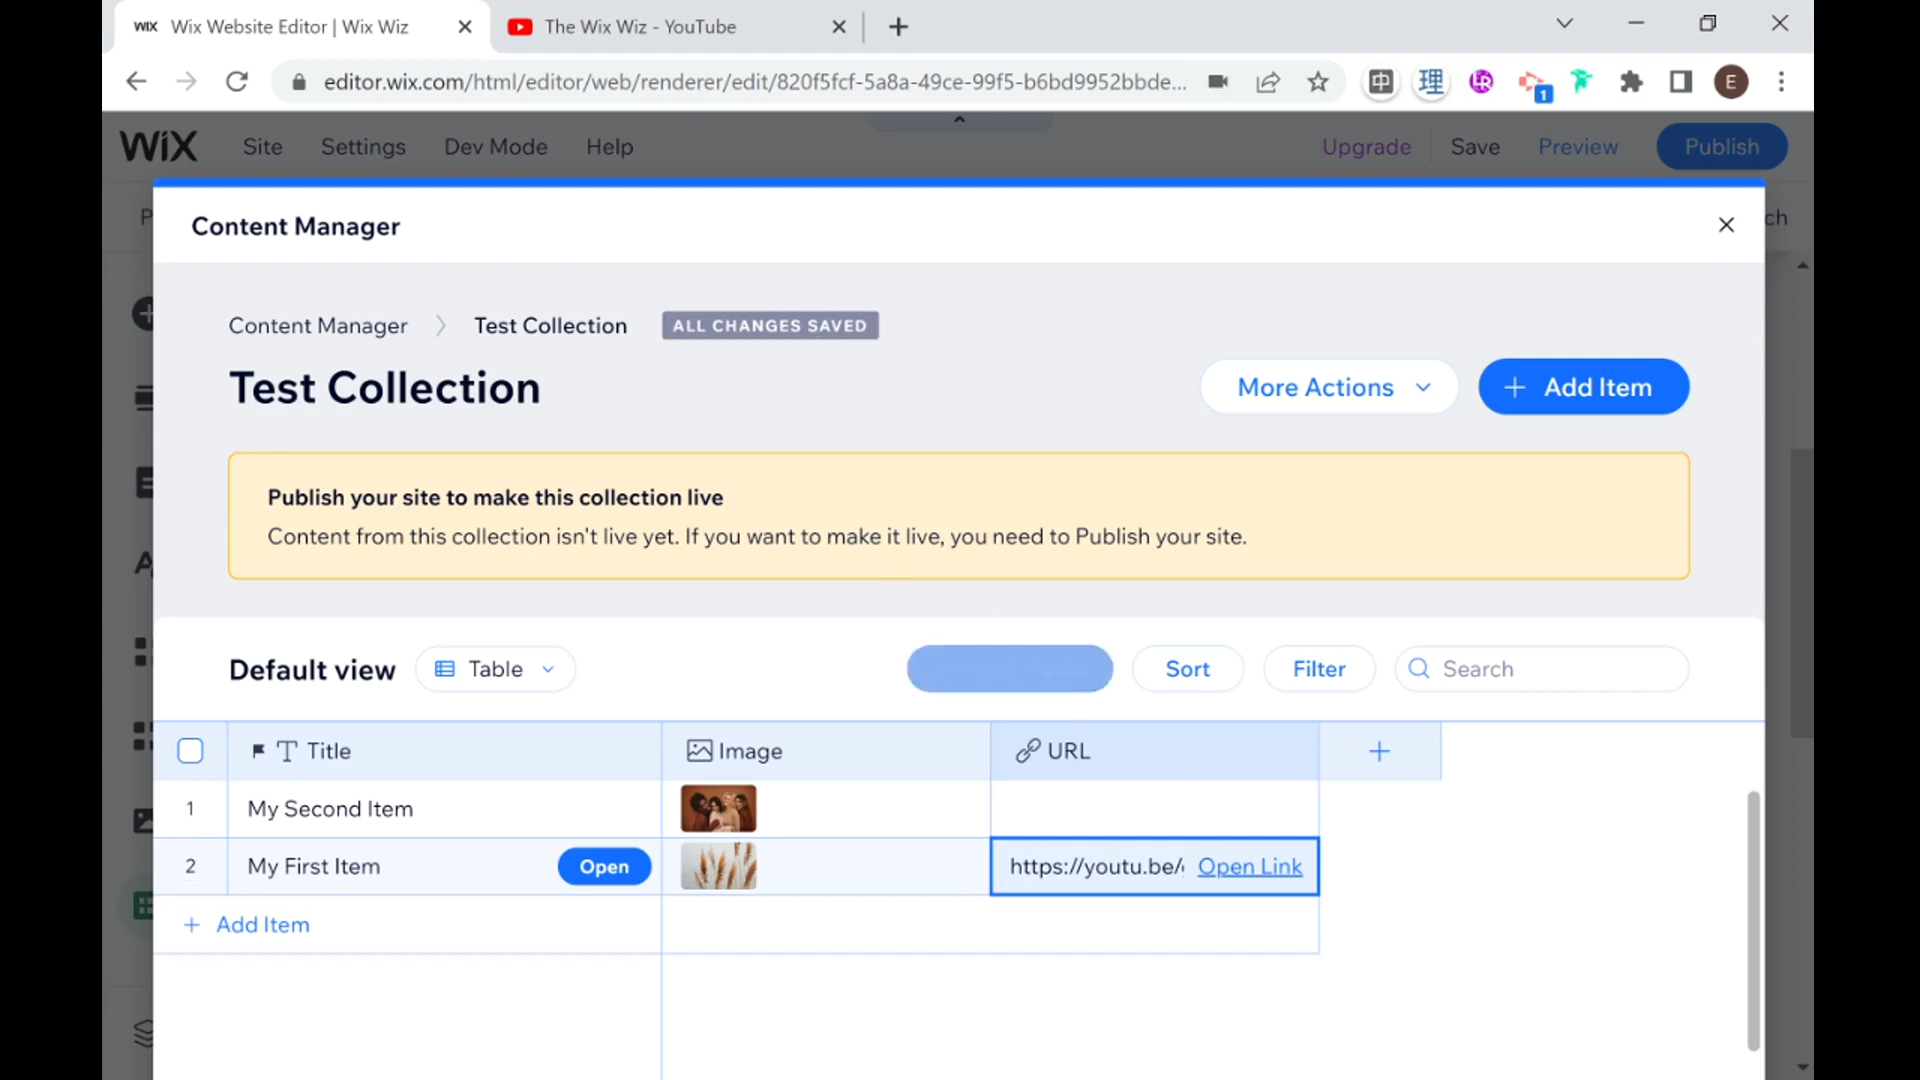 WiX Wix Website Editor | Wix Wiz
The Wix Wiz - YouTube
editor.wix.com/html/editor/web/renderer/edit/820f5fcf-5a8a-49ce-99f5-b6bd9952bbde...
中
理
LR
1
E
WiX
Site
Settings
Dev Mode
Help
Upgrade
Save
Preview
Publish
Content Manager
Content Manager
Test Collection
ALL CHANGES SAVED
Test Collection
More Actions
+ Add Item
Publish your site to make this collection live
Content from this collection isn't live yet. If you want to make it live, you need to Publish your site.
Default view
Table
Sort
Filter
Search
Title
Image
URL
+
1
My Second Item
2
My First Item
Open
https://youtu.be/
Open Link
+ Add Item